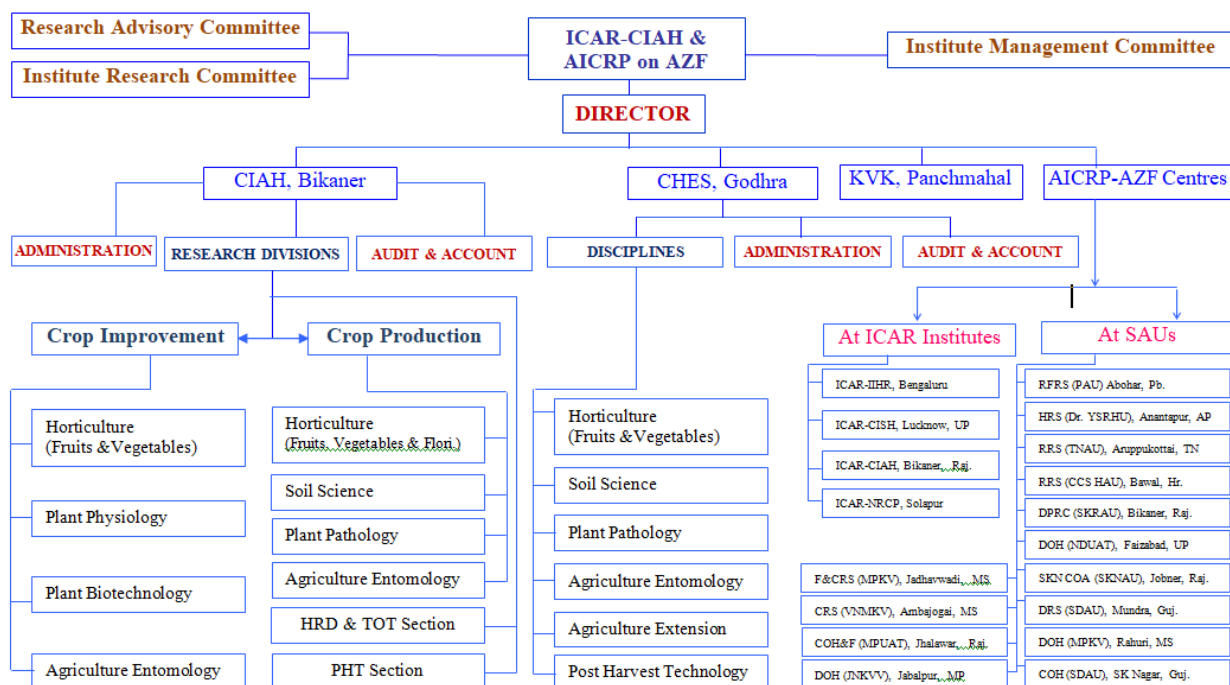 Research Advisory Committee
Institute Research Committee
ICAR-CIAH &
AICRP on AZF
Institute Management Committee
DIRECTOR
CIAH, Bikaner
CHES, Godhra
KVK, Panchmahal
AICRP-AZF Centres
ADMINISTRATION
RESEARCH DIVISIONS
AUDIT & ACCOUNT
DISCIPLINES
ADMINISTRATION
AUDIT & ACCOUNT
Crop Improvement
Crop Production
At ICAR Institutes
At SAUs
Horticulture
(Fruits &Vegetables)
Plant Physiology
Plant Biotechnology
Agriculture Entomology
Horticulture
(Fruits, Vegetables & Flori.)
Soil Science
Plant Pathology
Agriculture Entomology
HRD & TOT Section
PHT Section
Horticulture
(Fruits &Vegetables)
Soil Science
Plant Pathology
Agriculture Entomology
Agriculture Extension
Post Harvest Technology
ICAR-IIHR, Bengaluru
ICAR-CISH, Lucknow, UP
ICAR-CIAH, Bikaner, Raj.
ICAR-NRCP, Solapur
F&CRS (MPKV), Jadhavwadi, MS
CRS (VNMKV), Ambajogai, MS
COH&F (MPUAT), Jhalawar, Raj.
DOH (JNKVV), Jabalpur, MP
RFRS (PAU) Abohar, Pb.
HRS (Dr. YSRHU), Anantapur, AP
RRS (TNAU), Aruppukottai, TN
RRS (CCS HAU), Bawal, Hr.
DPRC (SKRAU), Bikaner, Raj.
DOH (NDUAT), Faizabad, UP
SKN COA (SKNAU), Jobner, Raj.
DRS (SDAU), Mundra, Guj.
DOH (MPKV), Rahuri, MS
COH (SDAU), SK Nagar, Guj.